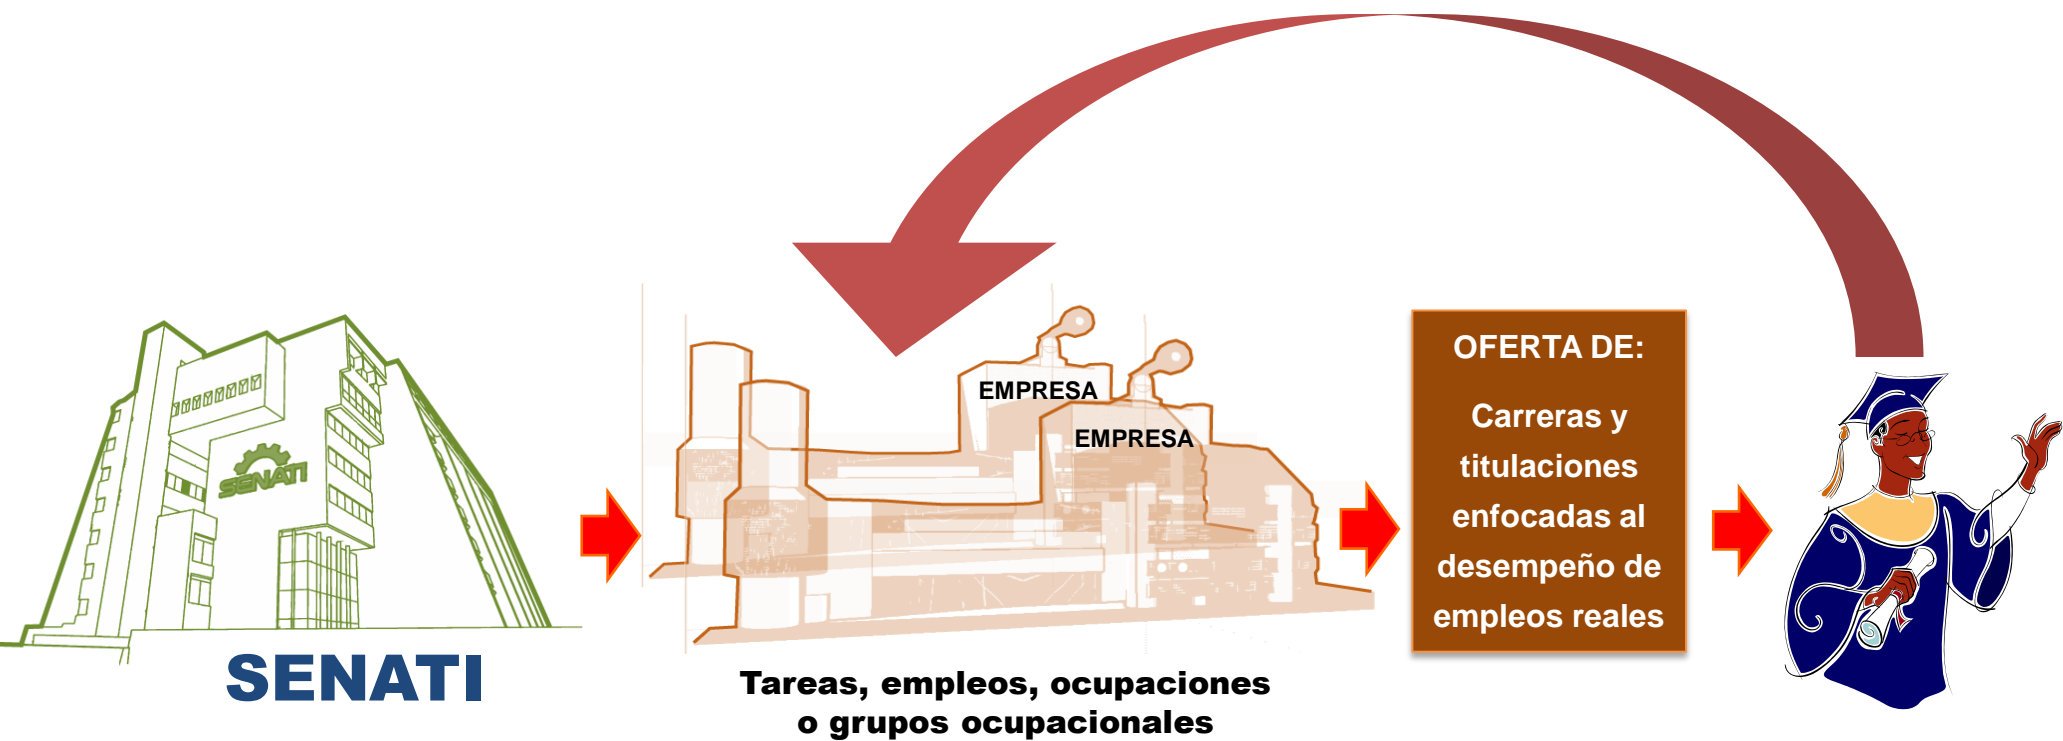 SENATI
SENATI
EMPRESA
EMPRESA
Tareas, empleos, ocupaciones
o grupos ocupacionales
OFERTA DE:
Carreras y
titulaciones
enfocadas al
desempeño de
empleos reales